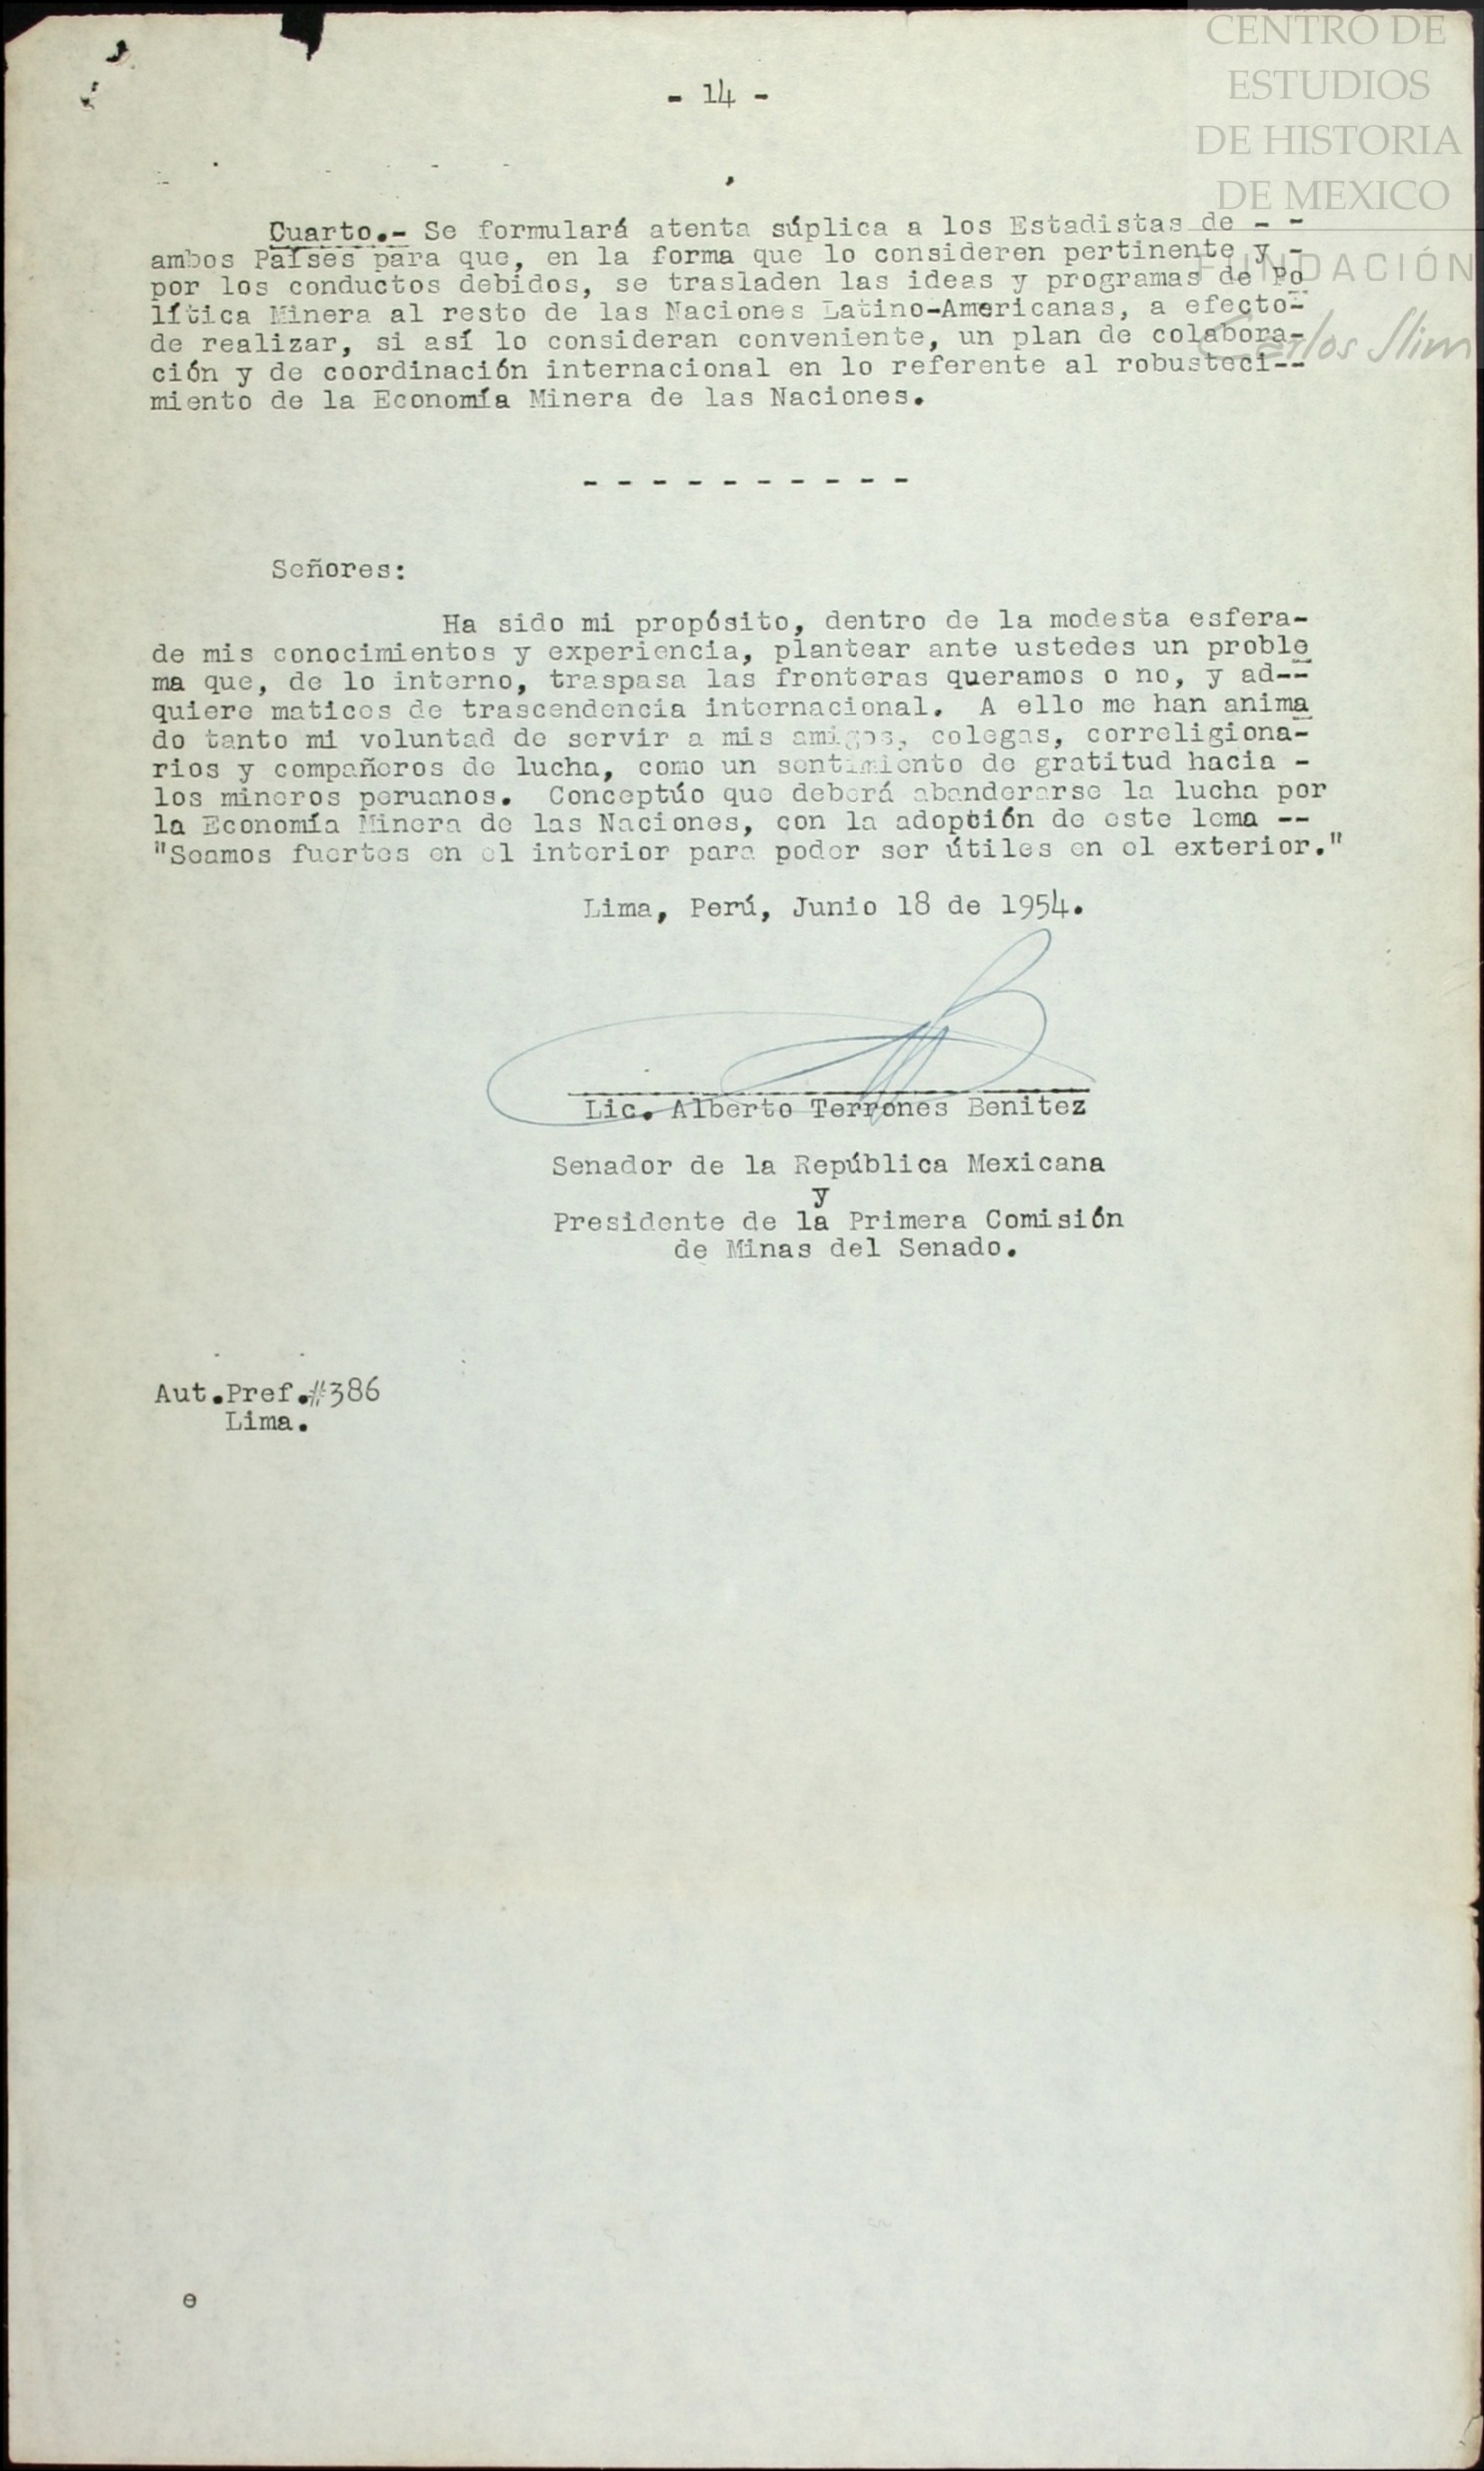 CENTRO DE
ESTUDIOS
DE HISTORIA
DE MEXICO
FUNDACIÓN
Carlos Slim
- 14 -
Cuarto.- Se formulará atenta súplica a los Estadistas de - -
ambos Países para que, en la forma que lo consideren pertinente y -
por los conductos debidos, se trasladen las ideas y programas de Po
lítica Minera al resto de las Naciones Latino-Americanas, a efecto-
de realizar, si así lo consideran conveniente, un plan de colabora-
ción y de coordinación internacional en lo referente al robusteci--
miento de la Economía Minera de las Naciones.
- - - - - - - - - -
Señores:
Ha sido mi propósito, dentro de la modesta esfera-
de mis conocimientos y experiencia, plantear ante ustedes un proble
ma que, de lo interno, traspasa las fronteras queramos o no, y ad--
quiere matices de trascendencia internacional. A ello me han anima
do tanto mi voluntad de servir a mis amigos, colegas, correligiona-
rios y compañeros de lucha, como un sentimiento de gratitud hacia -
los mineros peruanos. Conceptúo que deberá abanderarse la lucha por
la Economía Minera de las Naciones, con la adopción de este lema --
"Seamos fuertes en el interior para poder ser útiles en el exterior."
Lima, Perú, Junio 18 de 1954.
Lic. Alberto Terrones Benitez
Senador de la República Mexicana
y
Presidente de la Primera Comisión
de Minas del Senado.
Aut.Pref.#386
Lima.
e